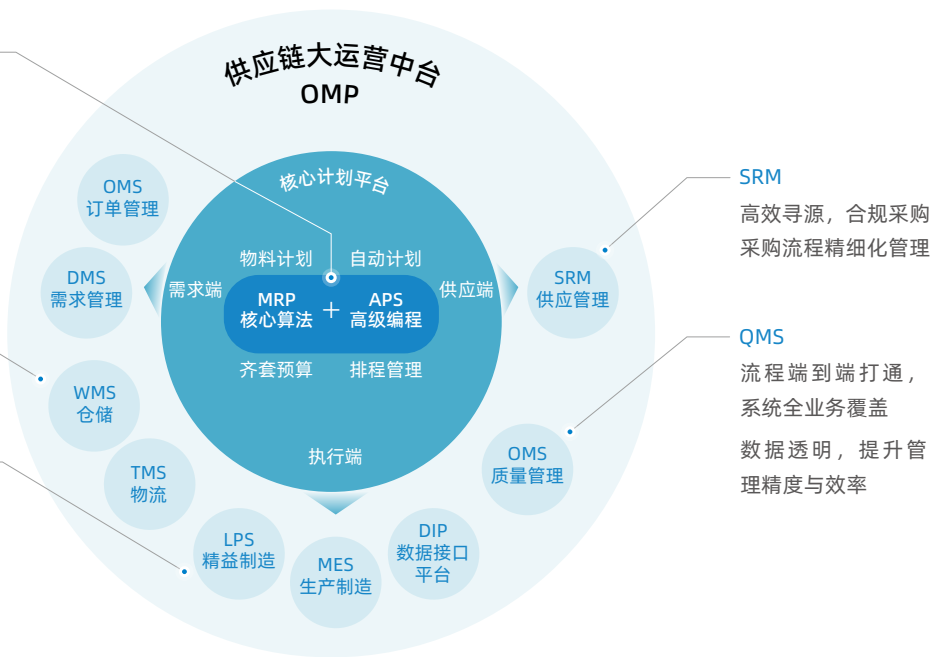 供应链大运营中台
OMP
核心计划平台
物料计划
自动计划
需求端
供应端
MRP
核心算法
+
APS
高级编程
齐套预算
排程管理
执行端
OMS
订单管理
DMS
需求管理
WMS
仓储
TMS
物流
LPS
精益制造
MES
生产制造
DIP
数据接口
平台
OMS
质量管理
SRM
供应管理
SRM
高效寻源，合规采购
采购流程精细化管理
QMS
流程端到端打通，
系统全业务覆盖
数据透明，提升管
理精度与效率